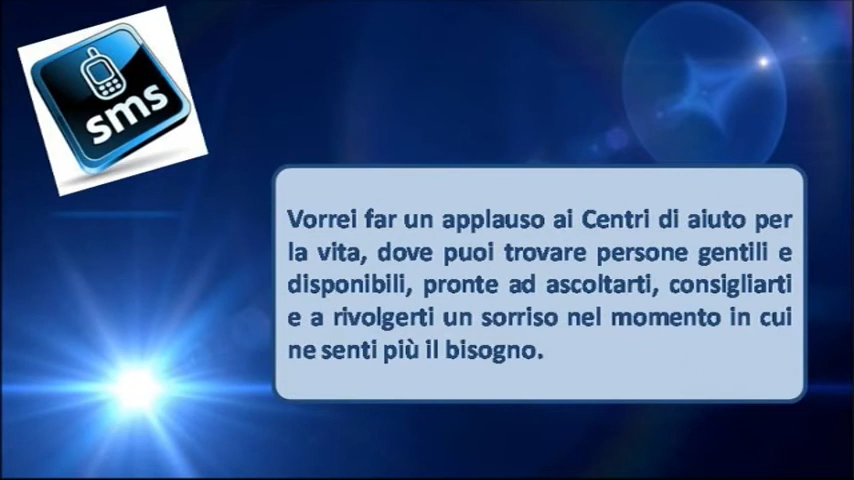 sms
Vorrei far un applauso ai Centri di aiuto per
la vita, dove puoi trovare persone gentili e
disponibili, pronte ad ascoltarti, consigliarti
e a rivolgerti un sorriso nel momento in cui
ne senti più il bisogno.